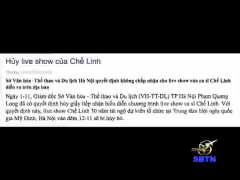 Hủy live show của Chế Linh
Sở Văn hóa - Thể thao và Du lịch Hà Nội quyết định không chấp nhận cho live show của ca sĩ Chế Linh
diễn ra trên địa bàn
Ngày 1-11, Giám đốc Sở Văn hóa - Thể thao và Du lịch (VH-TT-DL) TP Hà Nội Phạm Quang
Long đã có quyết định hủy giấy tiếp nhận biểu diễn chương trình live show của ca sĩ Chế Linh. Với
quyết định này, live show Chế Linh 30 năm tái ngộ dự kiến tổ chức tại Trung tâm Hội nghị quốc
gia Mỹ Đình, Hà Nội vào đêm 12-11 sẽ bị hủy bỏ.
SBTN